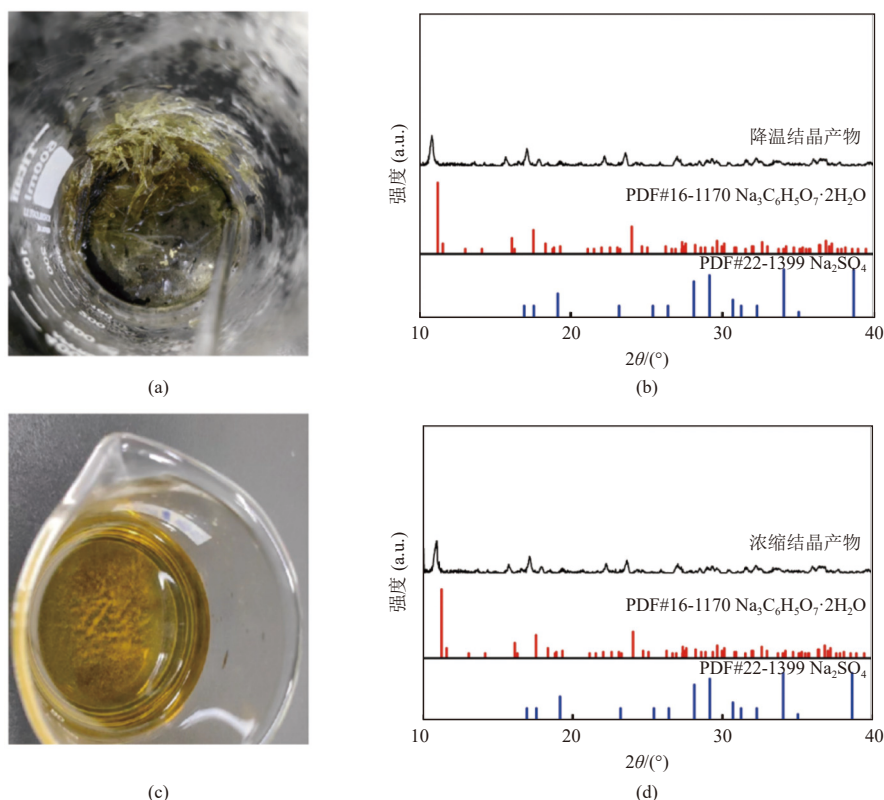 强度 (a.u.)
降温结晶产物
PDF#16-1170 Na₃C₆H₅O₇·2H₂O
PDF#22-1399 Na₂SO₄
10 20 30 40
2θ/(°)
(a)
(b)
强度 (a.u.)
浓缩结晶产物
PDF#16-1170 Na₃C₆H₅O₇·2H₂O
PDF#22-1399 Na₂SO₄
10 20 30 40
2θ/(°)
(c)
(d)